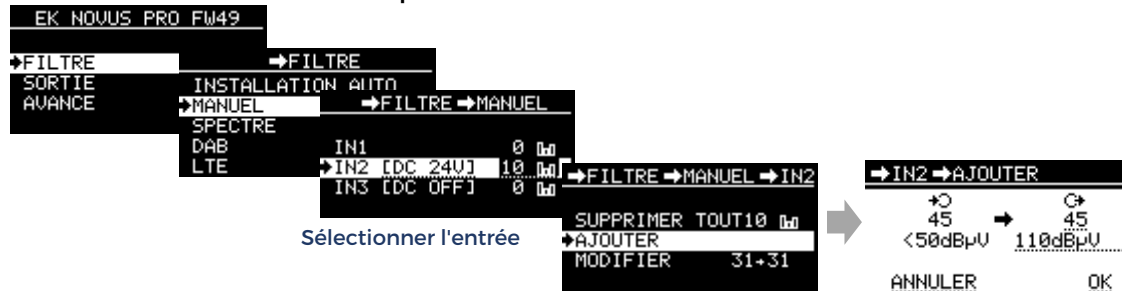 EK NOVUS PRO FW49
FILTRE
SORTIE
AVANCE
➡FILTRE
INSTALLATION AUTO
MANUEL
SPECTRE
DAB
LTE
➡FILTRE➡MANUEL
IN1 0
IN2 [DC 24V] 10
IN3 [DC OFF] 0
Sélectionner l'entrée
➡FILTRE➡MANUEL➡IN2
SUPPRIMER TOUT10
AJOUTER
MODIFIER 31→31
➡IN2➡AJOUTER
45 ➡ 45
<50dBµV 110dBµV
ANNULER OK